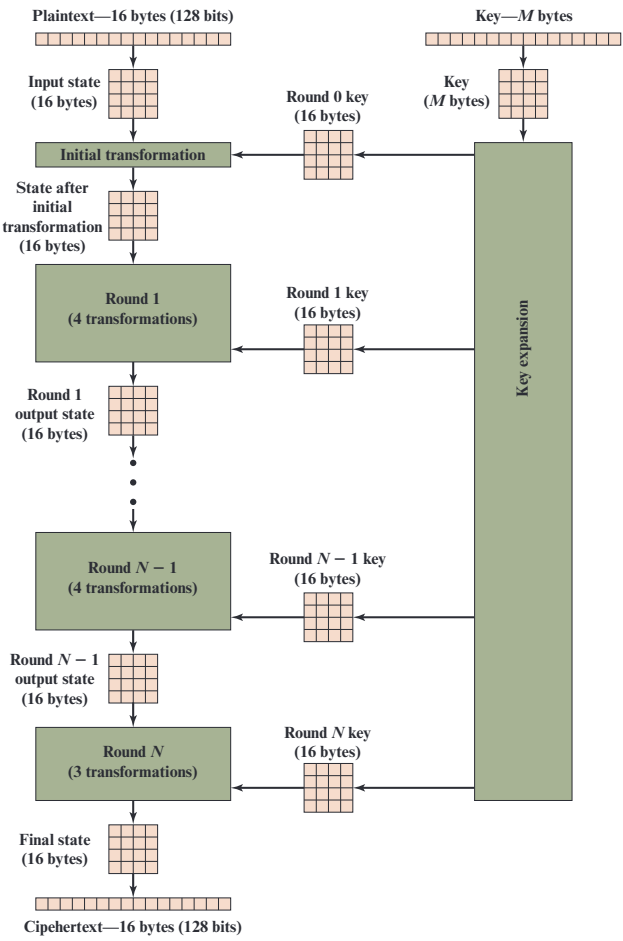 Plaintext—16 bytes (128 bits)
Key—M bytes
Input state
(16 bytes)
Key
(M bytes)
Round 0 key
(16 bytes)
Initial transformation
State after
initial
transformation
(16 bytes)
Round 1
(4 transformations)
Round 1 key
(16 bytes)
Key expansion
Round 1
output state
(16 bytes)
Round N − 1
(4 transformations)
Round N − 1 key
(16 bytes)
Round N − 1
output state
(16 bytes)
Round N
(3 transformations)
Round N key
(16 bytes)
Final state
(16 bytes)
Cipehertext—16 bytes (128 bits)